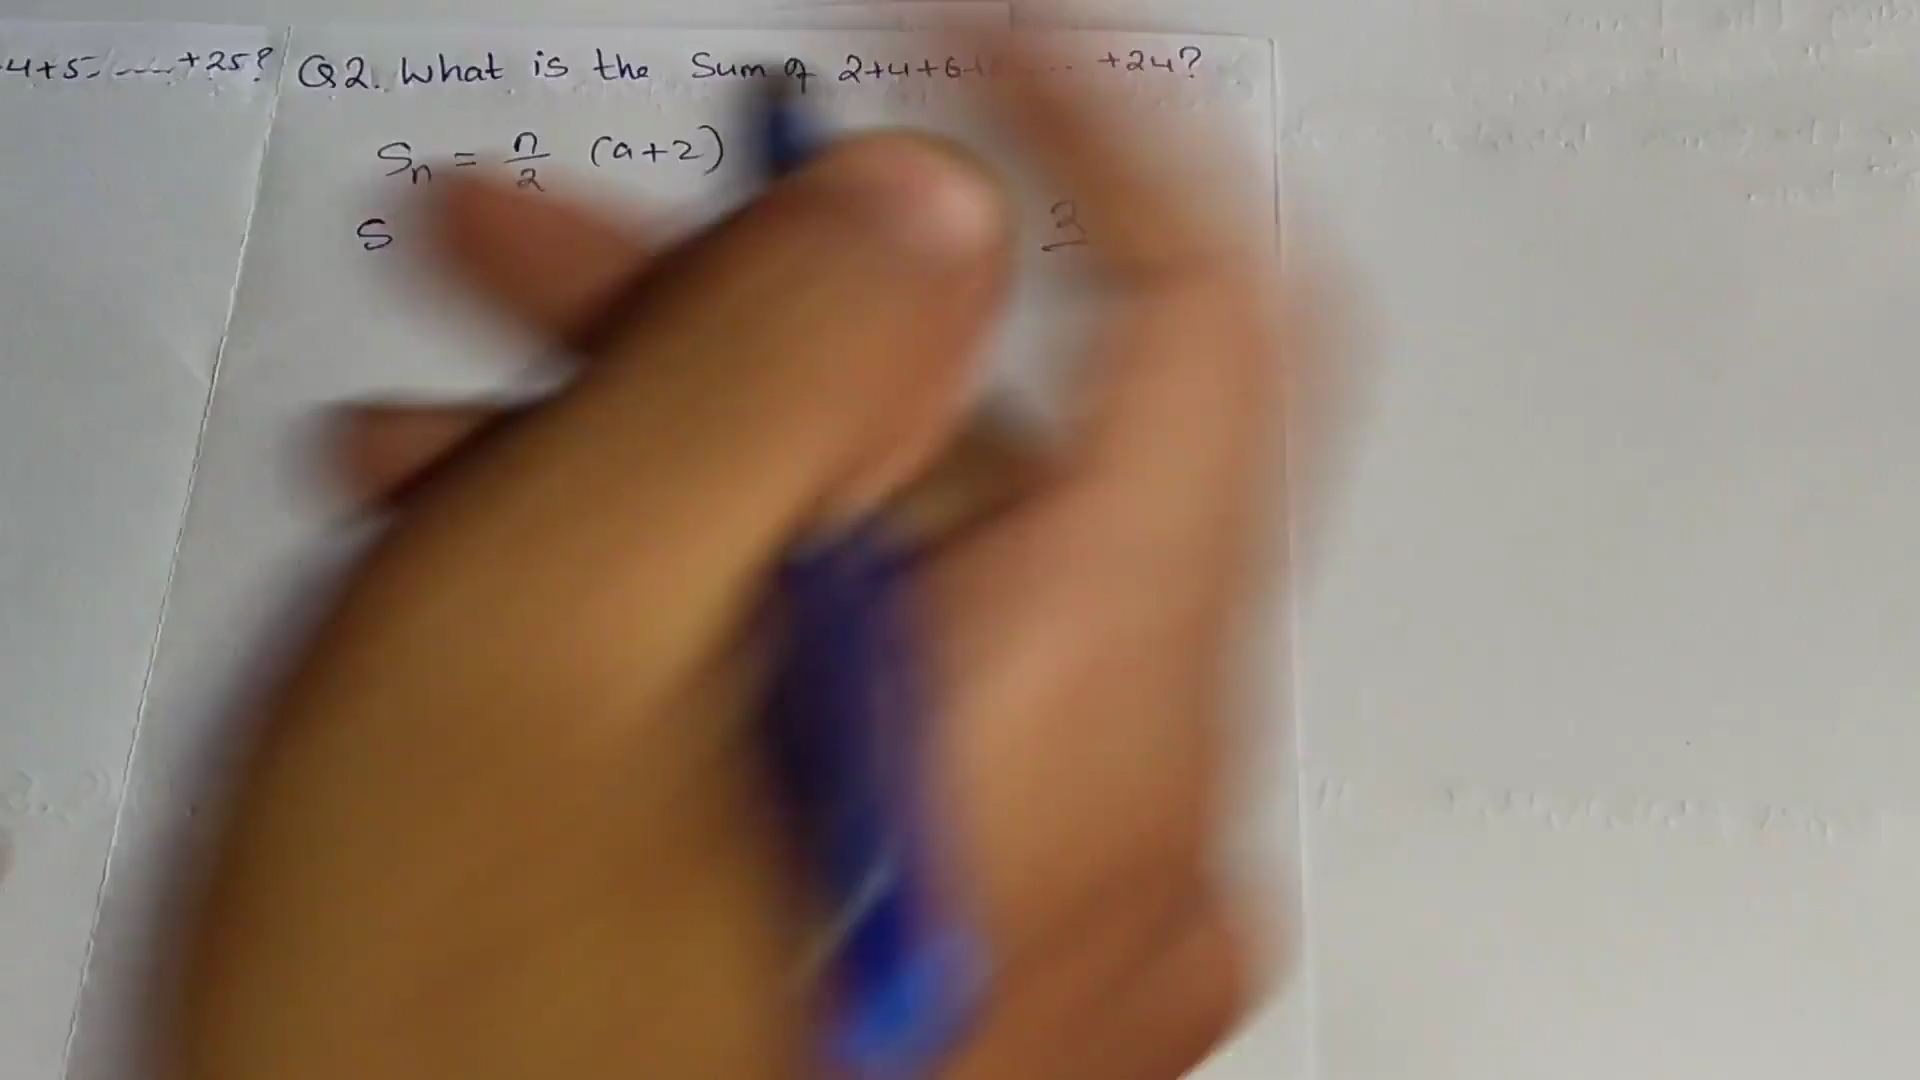 4+5- ....+25? Q2. What is the Sum of 2+4+6+ .. +24?
Sn = n/2 (a+2)
S